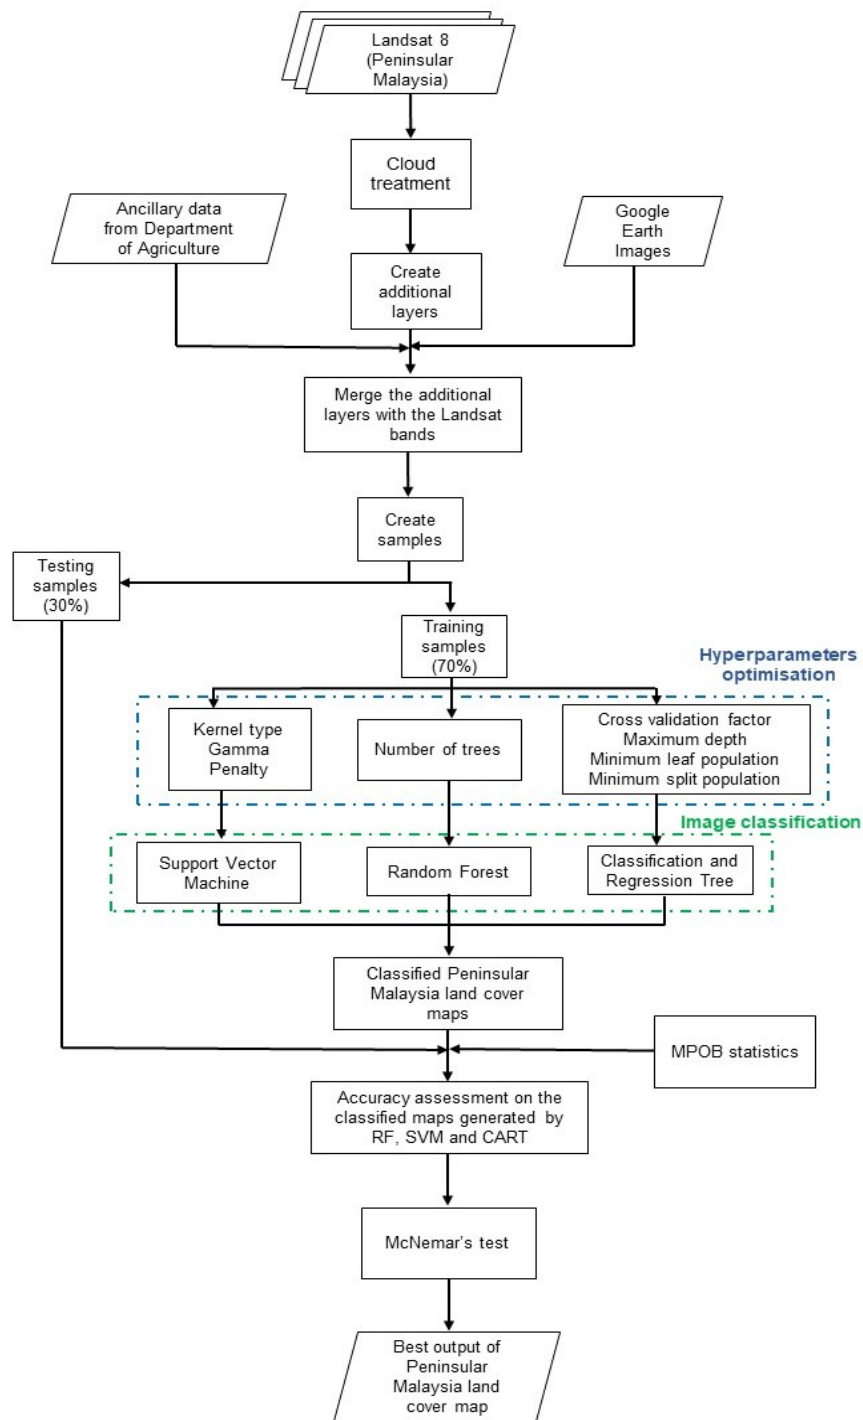 Landsat 8
(Peninsular
Malaysia)
Cloud
treatment
Ancillary data
from Department
of Agriculture
Google
Earth
Images
Create
additional
layers
Merge the additional
layers with the Landsat
bands
Create
samples
Testing
samples
(30%)
Training
samples
(70%)
Hyperparameters
optimisation
Kernel type
Gamma
Penalty
Number of trees
Cross validation factor
Maximum depth
Minimum leaf population
Minimum split population
Image classification
Support Vector
Machine
Random Forest
Classification and
Regression Tree
Classified Peninsular
Malaysia land cover
maps
MPOB statistics
Accuracy assessment on the
classified maps generated by
RF, SVM and CART
McNemar's test
Best output of
Peninsular
Malaysia land
cover map